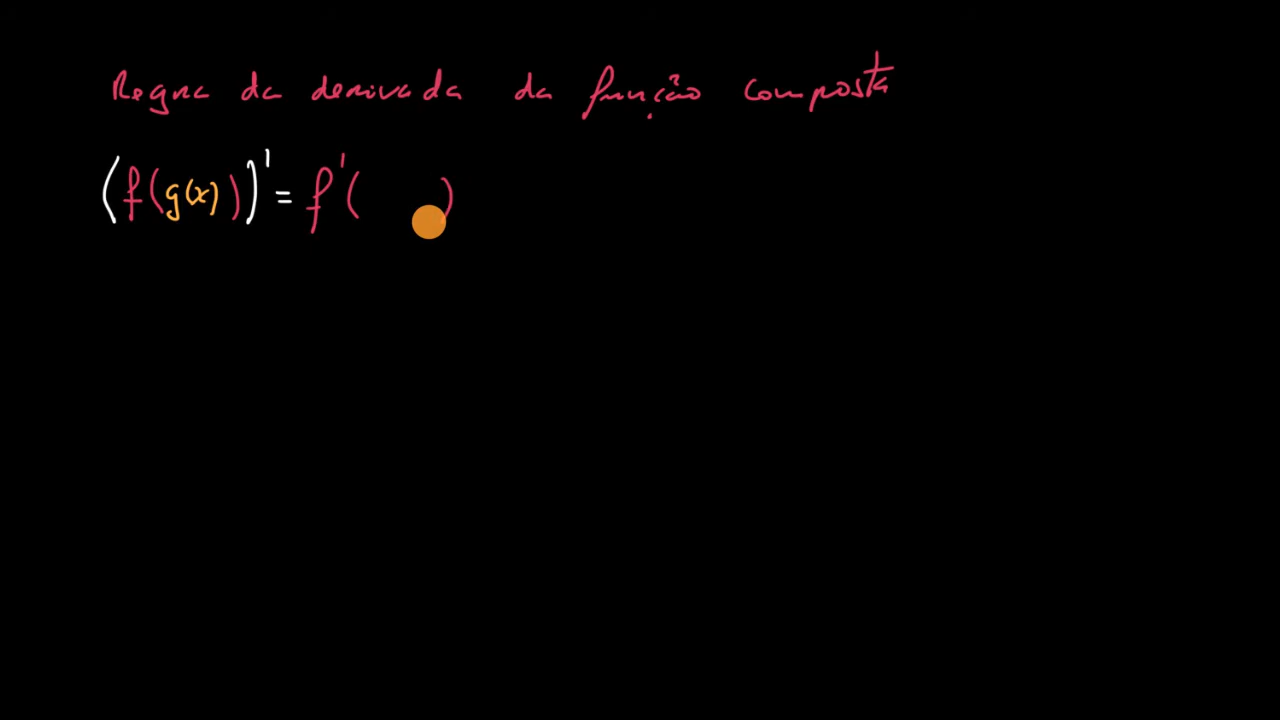 Regra da derivada da função composta
(f(g(x)))' = f'( )